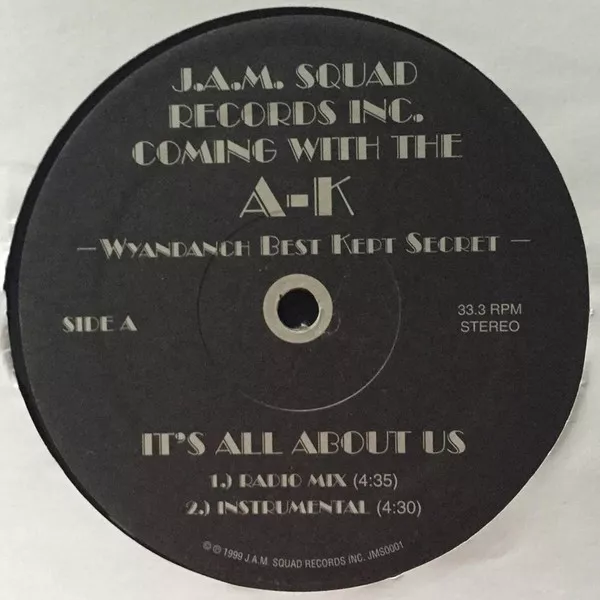 J.A.M. SQUAD
RECORDS INC.
COMING WITH THE
A-K
— WYANDANCH BEST KEPT SECRET —
SIDE A
33.3 RPM
STEREO
IT'S ALL ABOUT US
1.) RADIO MIX (4:35)
2.) INSTRUMENTAL (4:30)
© ℗ 1999 J.A.M. SQUAD RECORDS INC. JMS0001